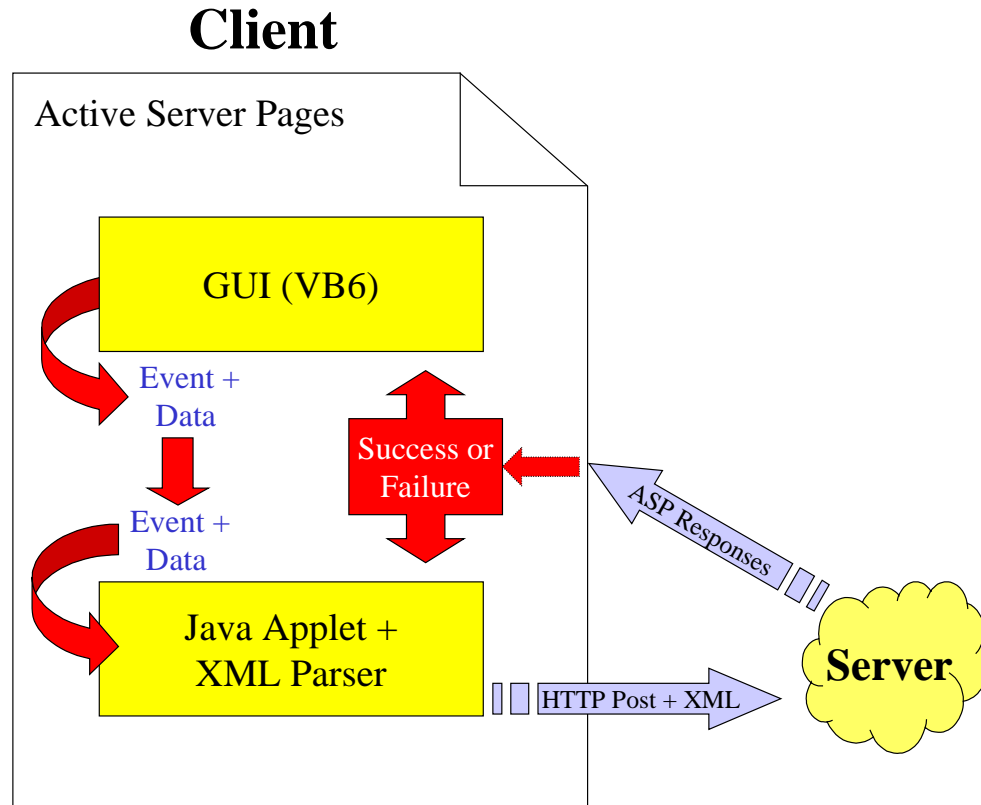 Client
Active Server Pages
GUI (VB6)
Event +
Data
Success or
Failure
Event +
Data
ASP Responses
Java Applet +
XML Parser
HTTP Post + XML
Server